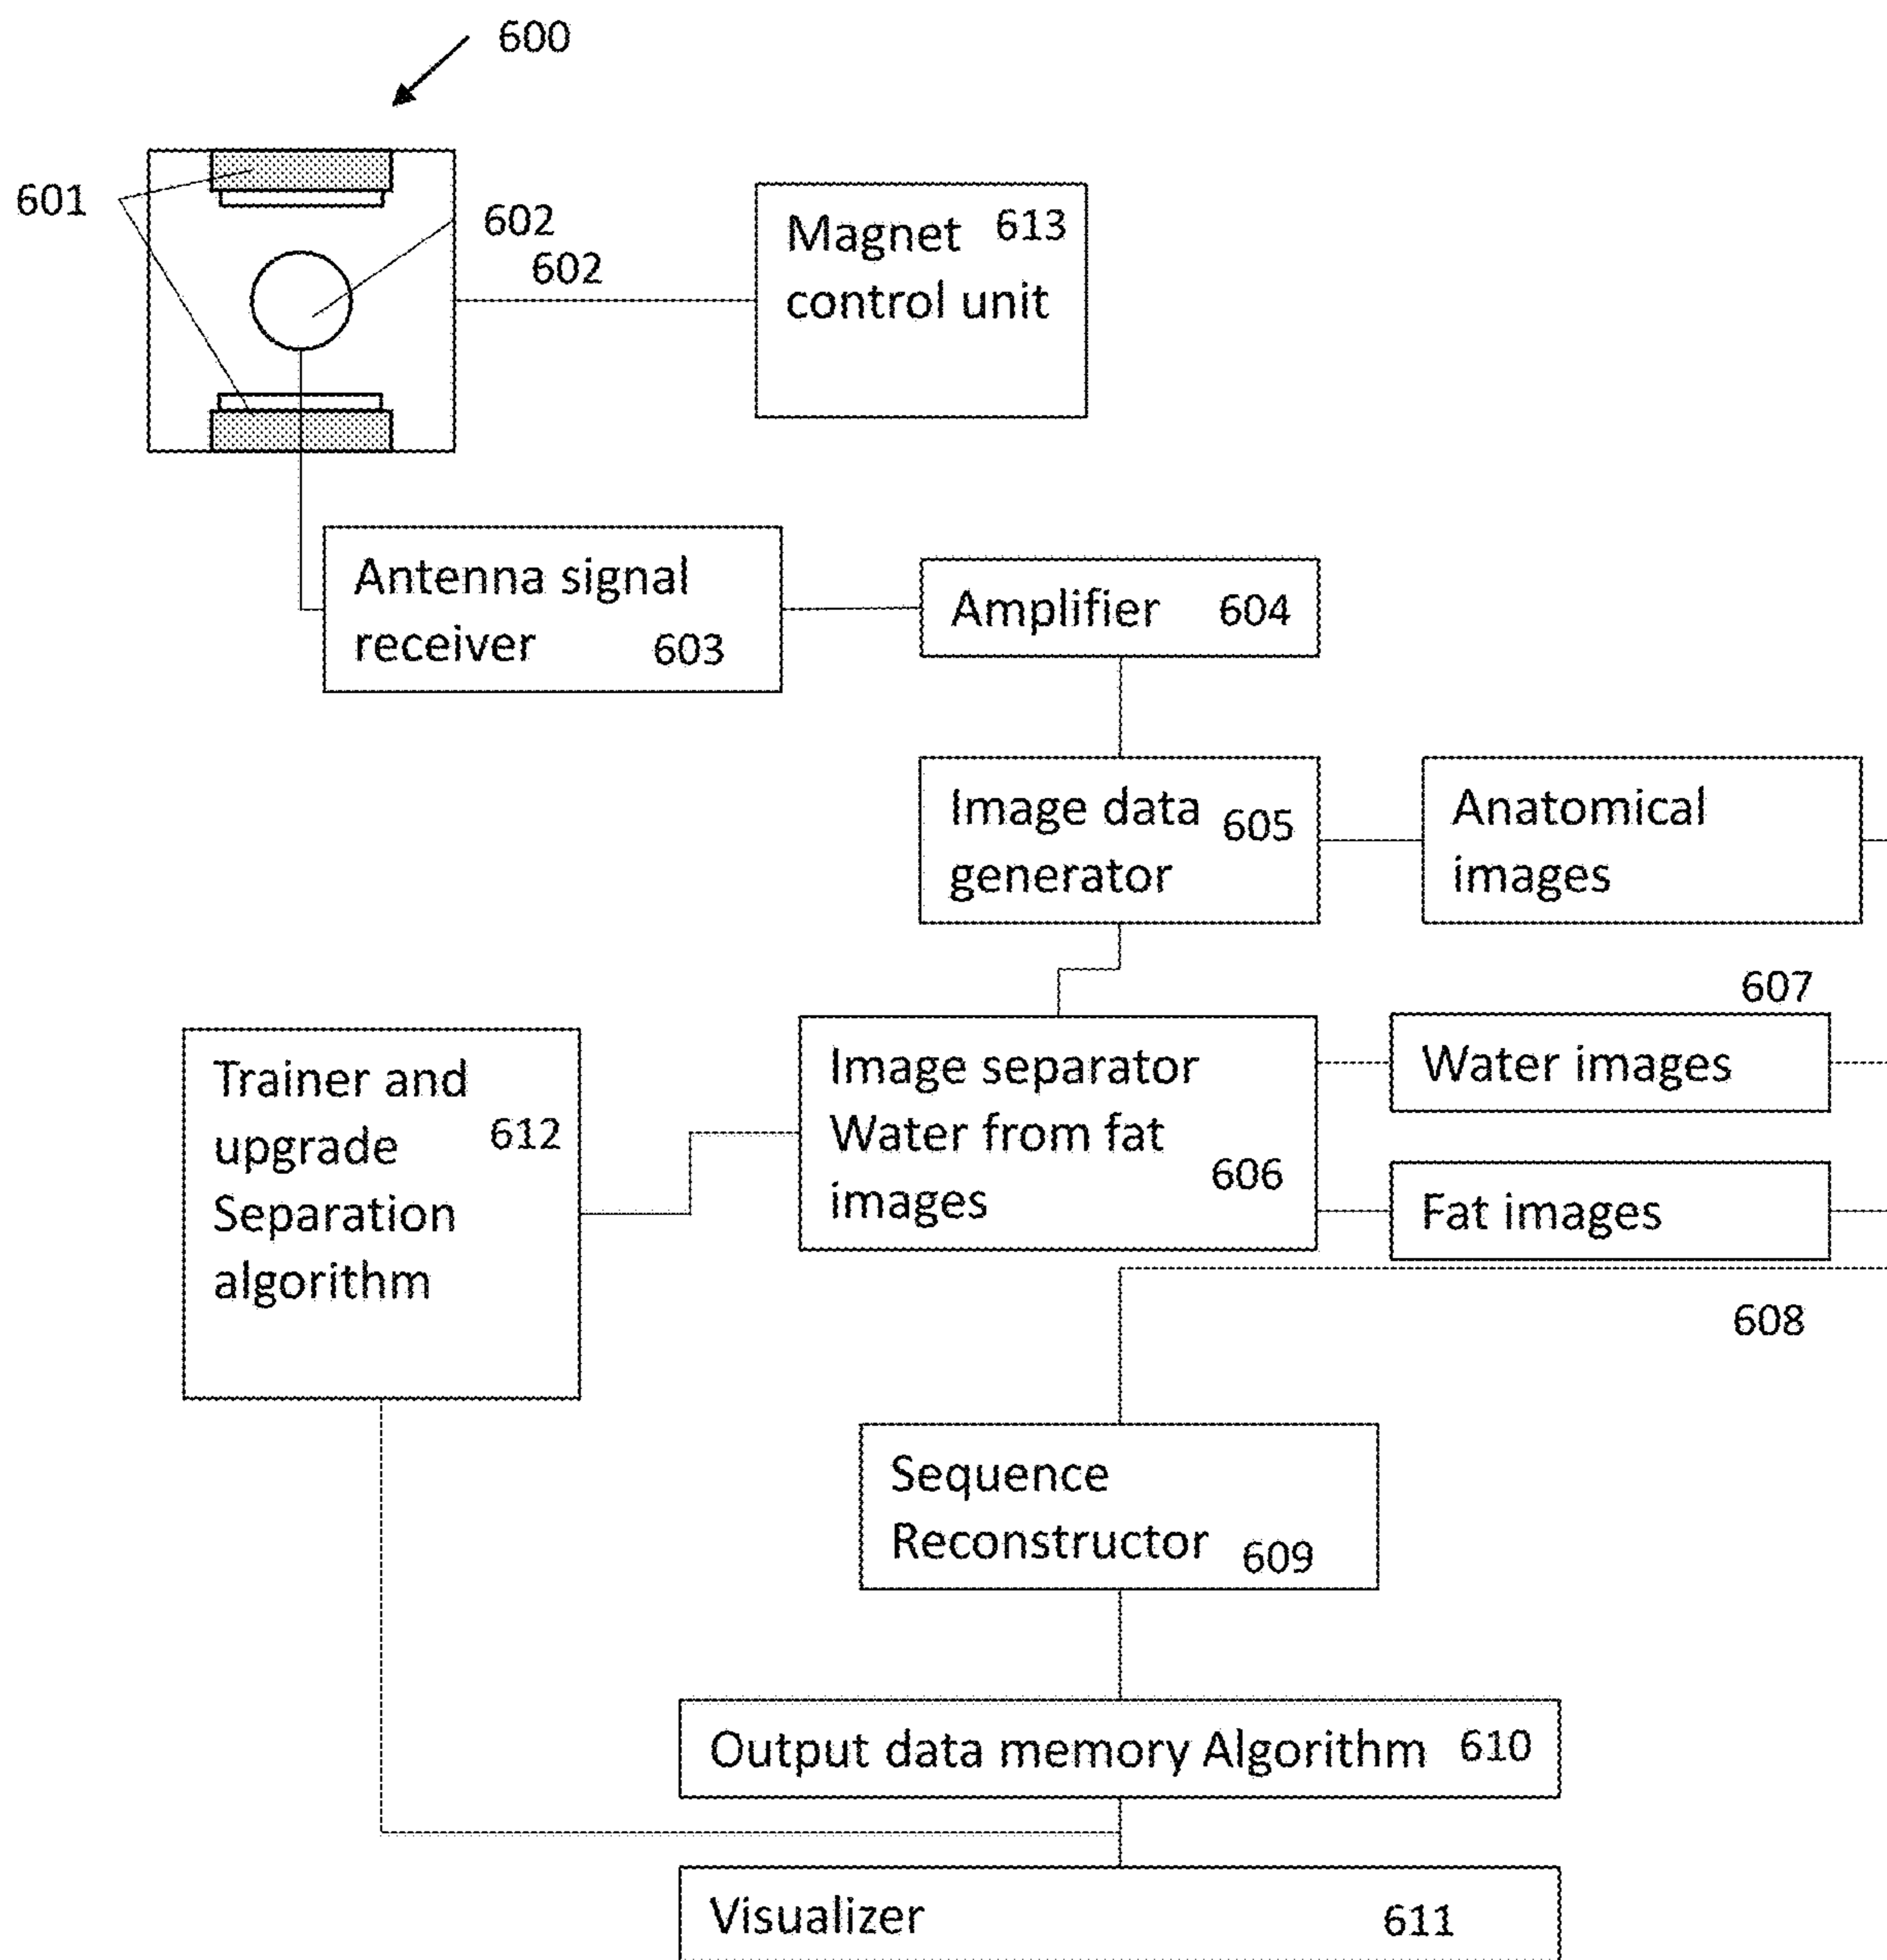 600
601
602
602
Magnet 613
control unit
Antenna signal
receiver 603
Amplifier 604
Image data 605
generator
Anatomical
images
607
Water images
Trainer and
upgrade 612
Separation
algorithm
Image separator
Water from fat
images 606
Fat images
608
Sequence
Reconstructor 609
Output data memory Algorithm 610
Visualizer 611